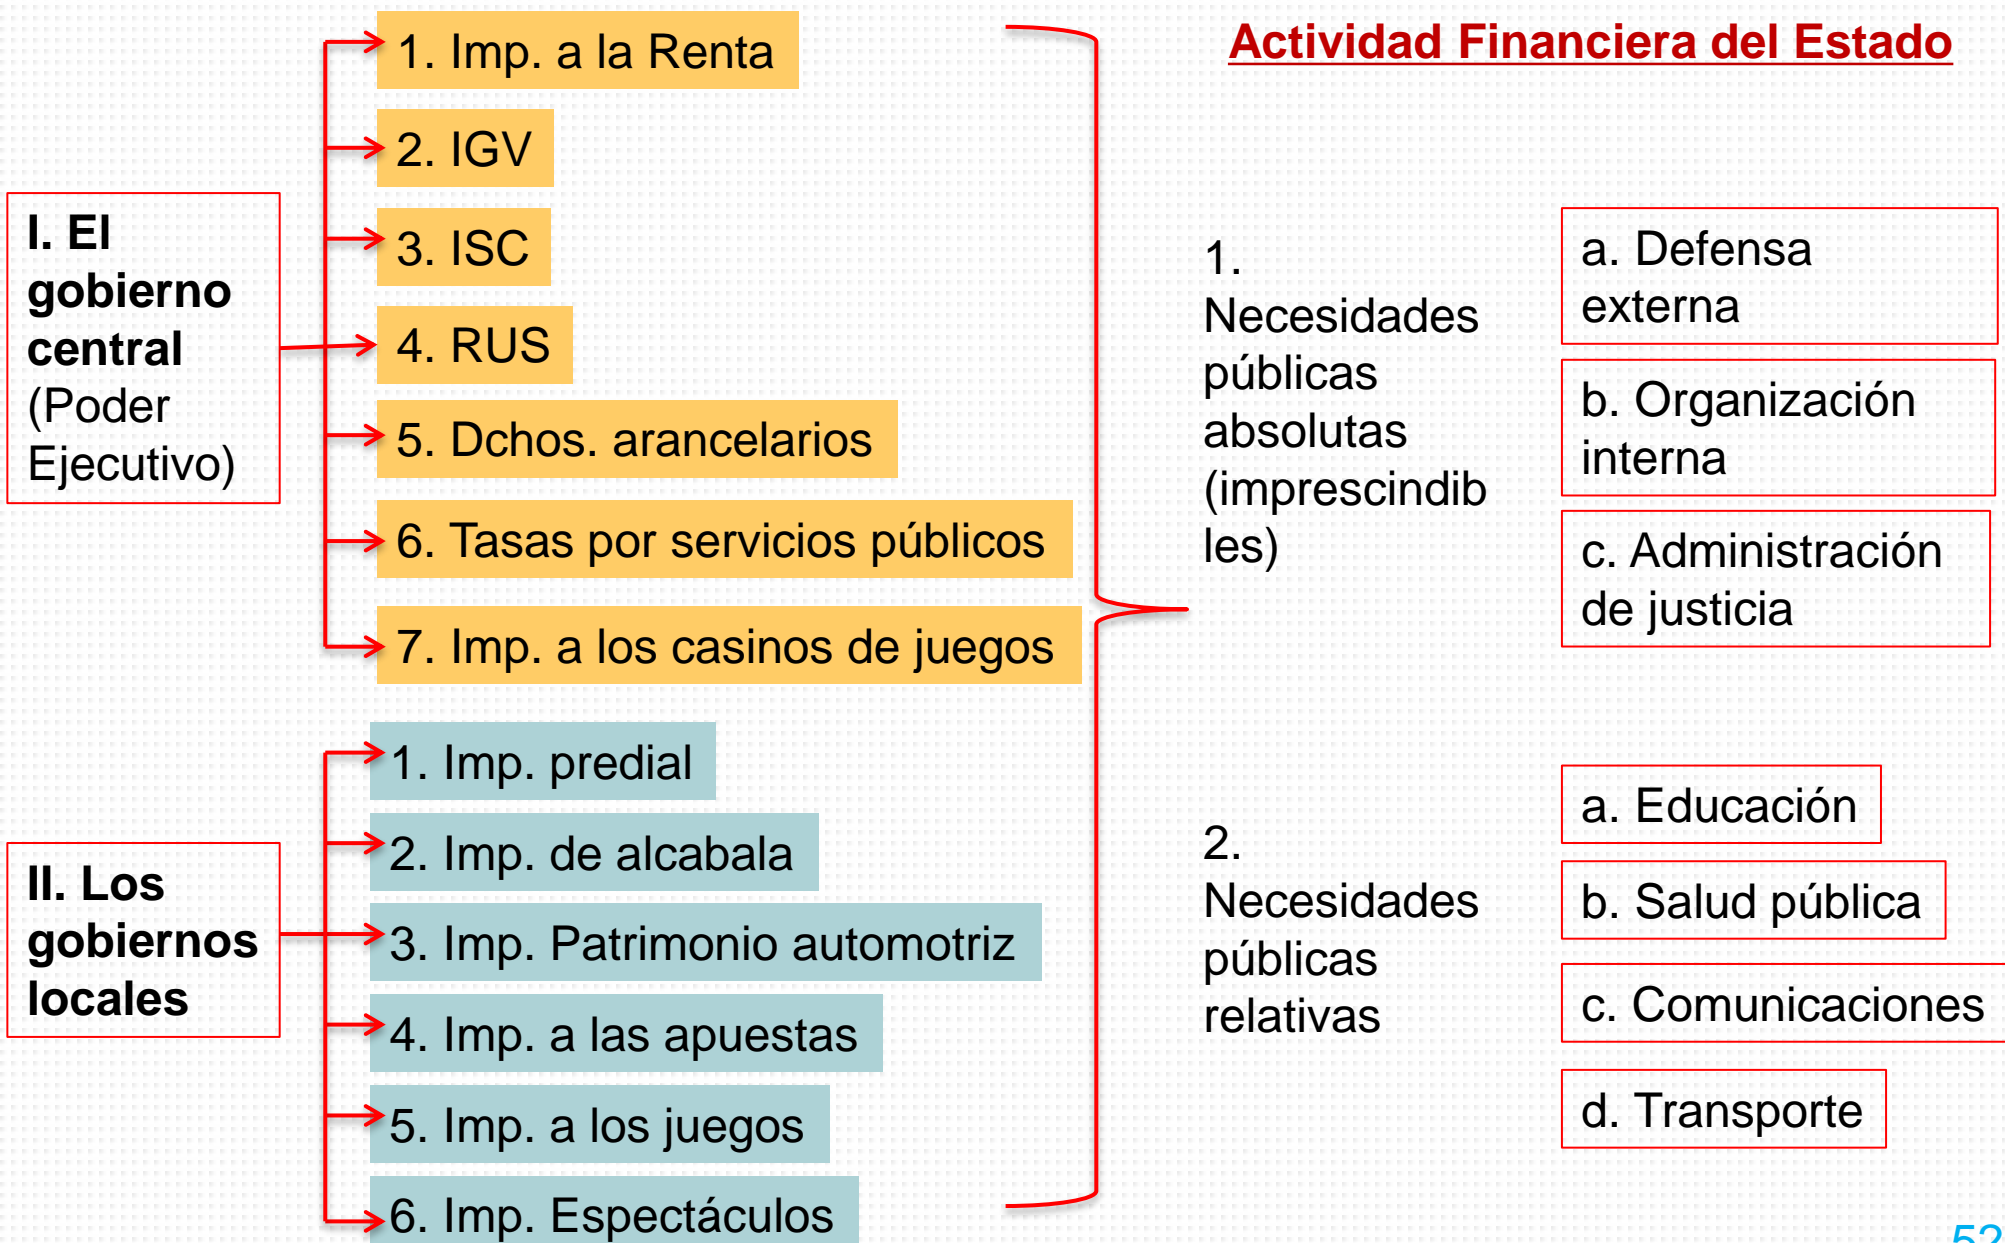 Actividad Financiera del Estado
I. El
gobierno
central
(Poder
Ejecutivo)
1. Imp. a la Renta
2. IGV
3. ISC
4. RUS
5. Dchos. arancelarios
6. Tasas por servicios públicos
7. Imp. a los casinos de juegos
II. Los
gobiernos
locales
1. Imp. predial
2. Imp. de alcabala
3. Imp. Patrimonio automotriz
4. Imp. a las apuestas
5. Imp. a los juegos
6. Imp. Espectáculos
1.
Necesidades
públicas
absolutas
(imprescindib
les)
a. Defensa
externa
b. Organización
interna
c. Administración
de justicia
2.
Necesidades
públicas
relativas
a. Educación
b. Salud pública
c. Comunicaciones
d. Transporte
52